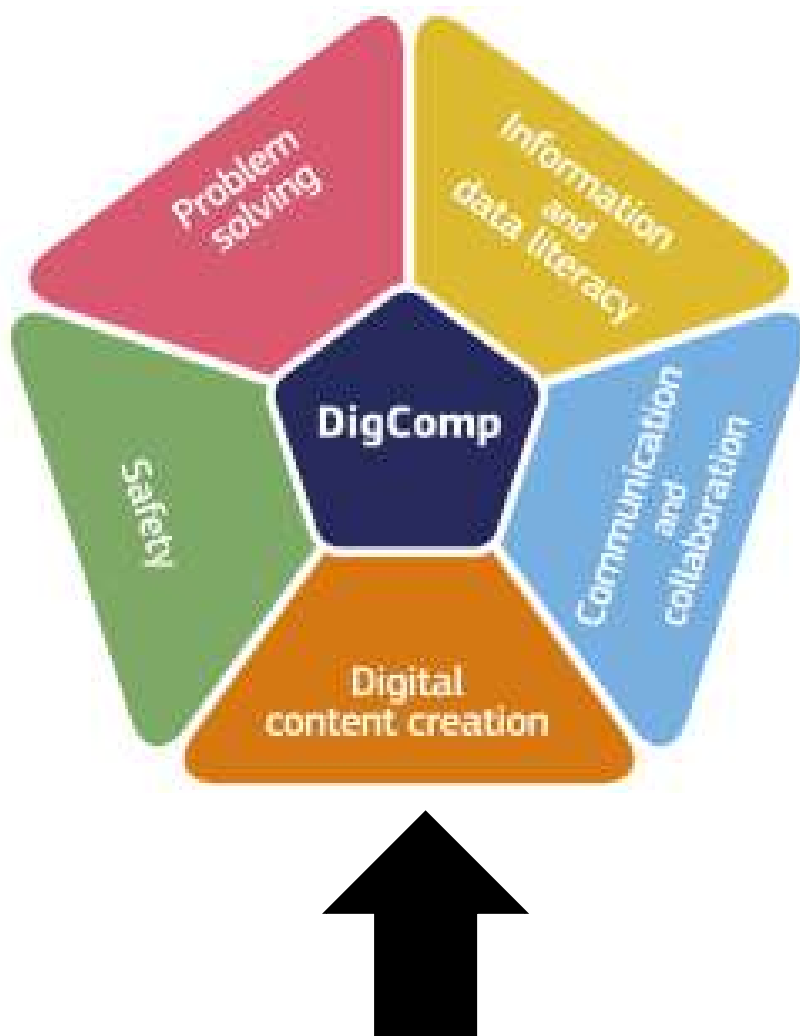 Problem
solving
Information
and
data literacy
DigComp
Safety
Communication
and
collaboration
Digital
content creation